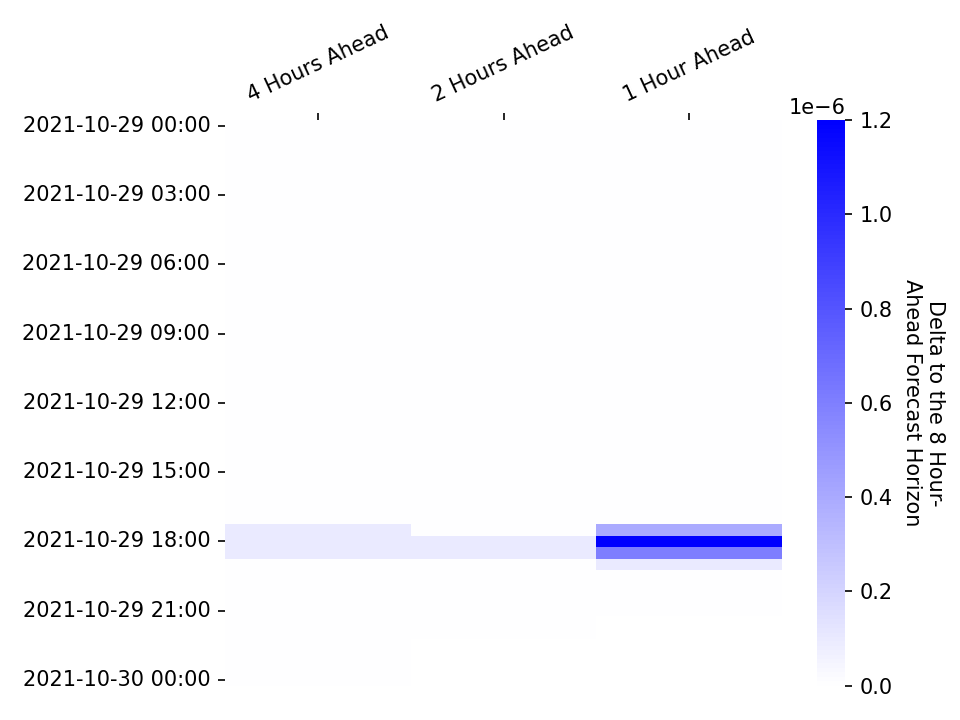 4 Hours Ahead
2 Hours Ahead
1 Hour Ahead
1e−6
2021-10-29 00:00
2021-10-29 03:00
2021-10-29 06:00
2021-10-29 09:00
2021-10-29 12:00
2021-10-29 15:00
2021-10-29 18:00
2021-10-29 21:00
2021-10-30 00:00
1.2
1.0
0.8
0.6
0.4
0.2
0.0
Delta to the 8 Hour-
Ahead Forecast Horizon